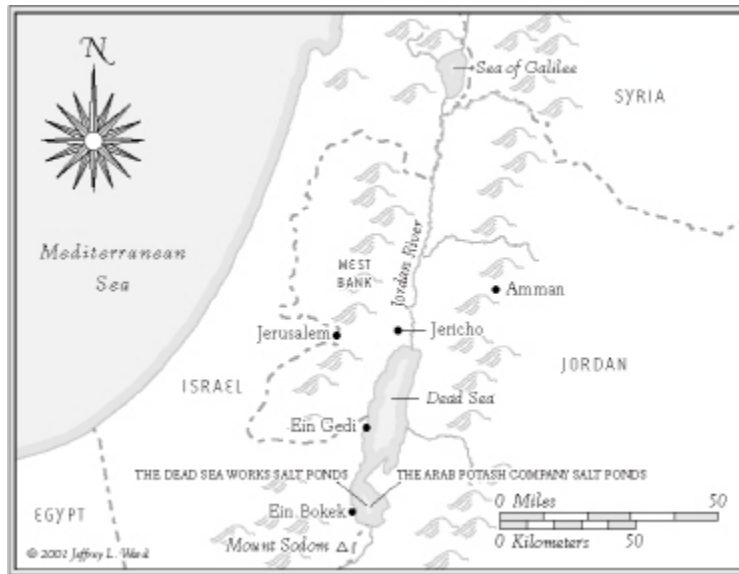 N
Sea of Galilee
SYRIA
Mediterranean
Sea
Jordan River
WEST
BANK
Amman
Jerusalem
Jericho
JORDAN
ISRAEL
Dead Sea
Ein Gedi
THE DEAD SEA WORKS SALT PONDS
THE ARAB POTASH COMPANY SALT PONDS
0 Miles 50
EGYPT
Ein Bokek
0 Kilometers 50
Mount Sodom
© 2001 Jeffrey L. Ward